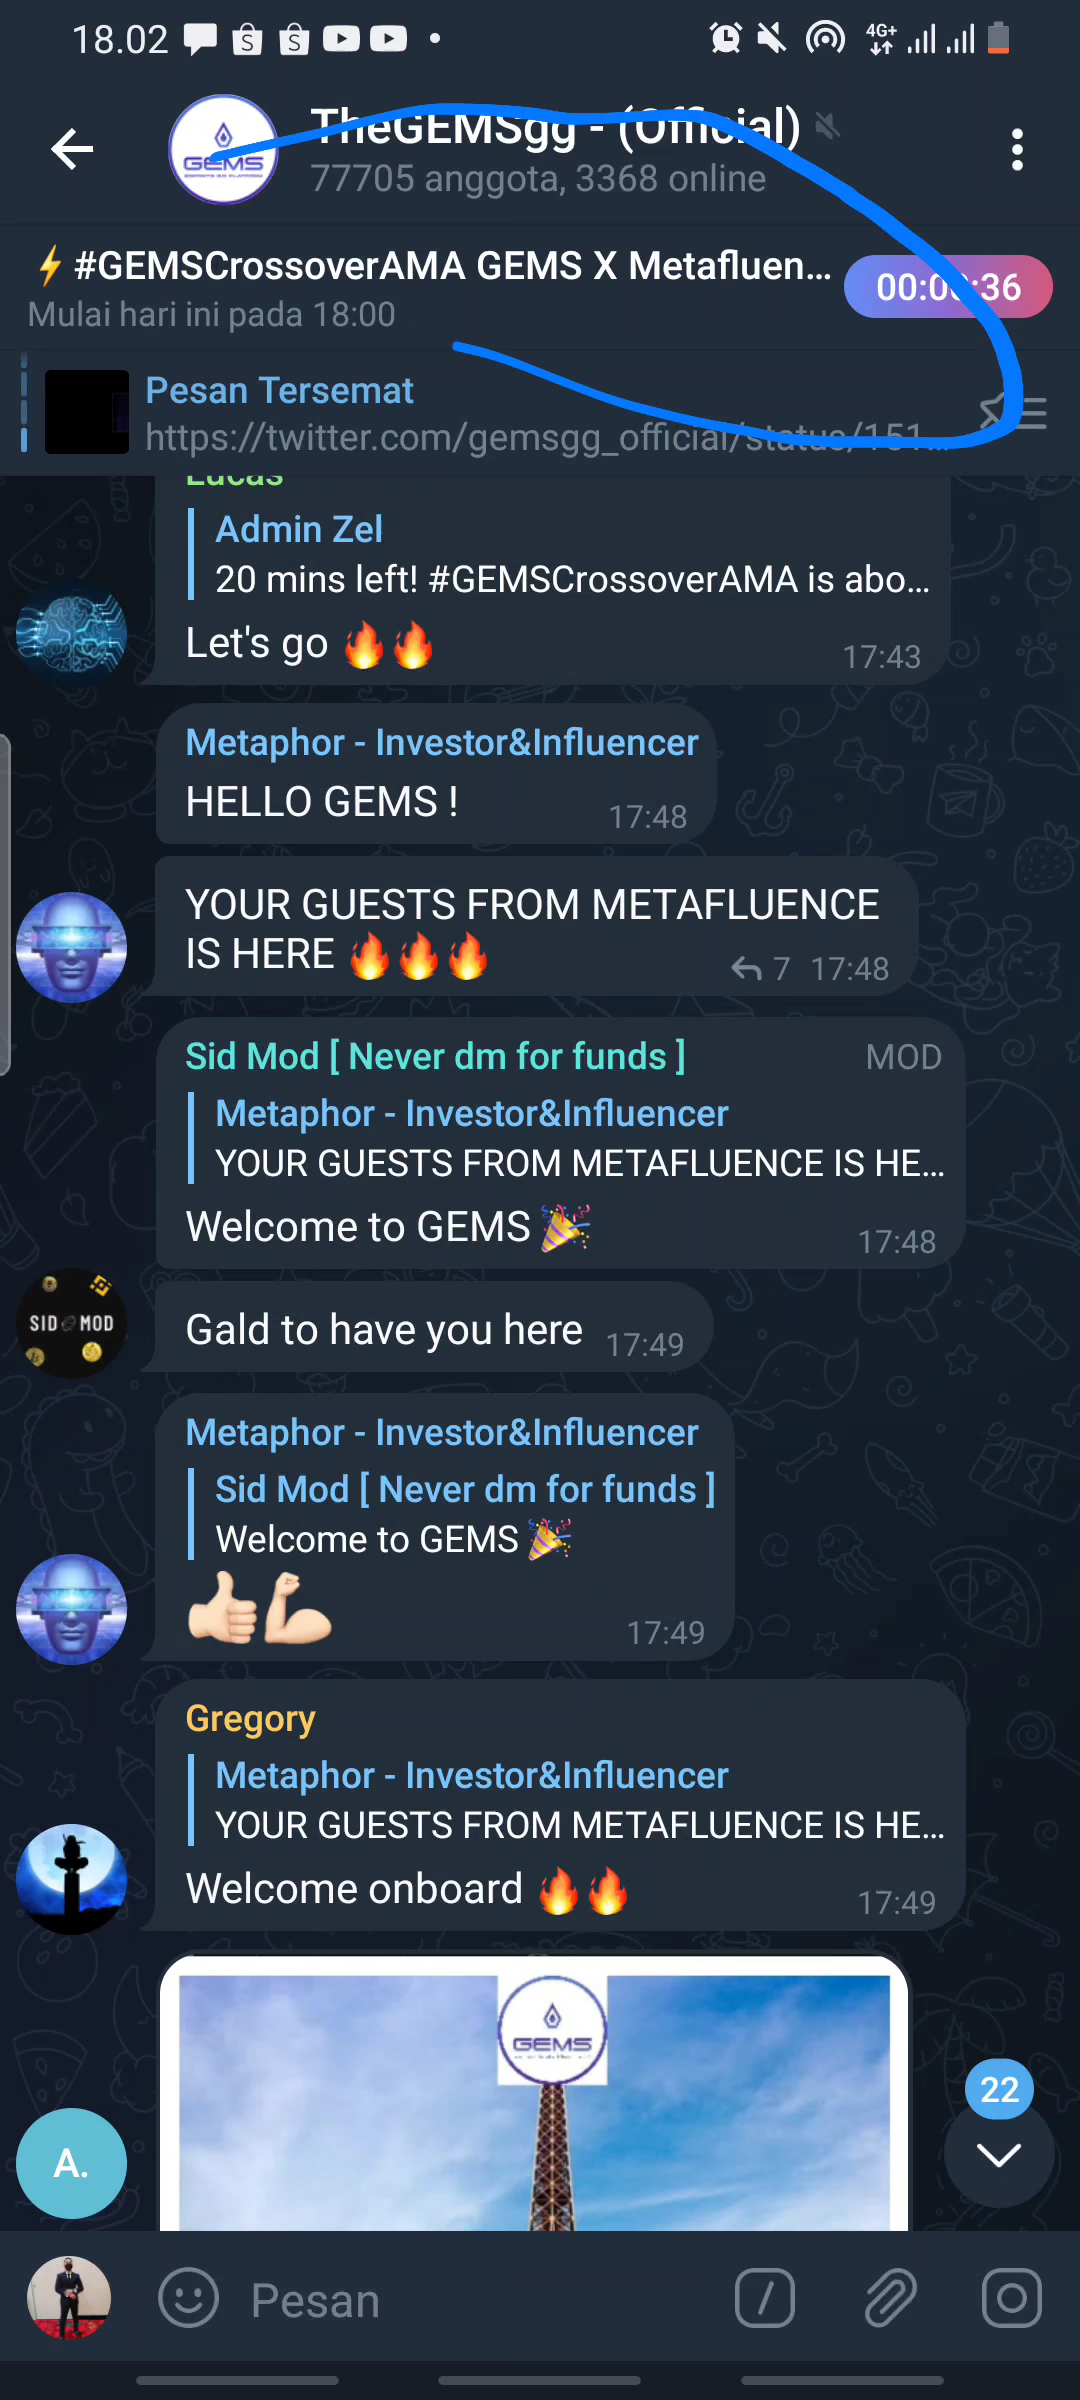 18.02
4G+
TheGEMSgg - (Official)
77705 anggota, 3368 online
GEMS
⚡#GEMSCrossoverAMA GEMS X Metafluen...
Mulai hari ini pada 18:00
Pesan Tersemat
https://twitter.com/gemsgg_official/status/151...
Lucas
Admin Zel
20 mins left! #GEMSCrossoverAMA is abo...
Let's go 🔥🔥
17:43
Metaphor - Investor&Influencer
HELLO GEMS !
17:48
YOUR GUESTS FROM METAFLUENCE
IS HERE 🔥🔥🔥
7 17:48
Sid Mod [ Never dm for funds ] MOD
Metaphor - Investor&Influencer
YOUR GUESTS FROM METAFLUENCE IS HE...
Welcome to GEMS 🎉
17:48
SID MOD
Gald to have you here 17:49
Metaphor - Investor&Influencer
Sid Mod [ Never dm for funds ]
Welcome to GEMS 🎉
👍🏻💪🏻
17:49
Gregory
Metaphor - Investor&Influencer
YOUR GUESTS FROM METAFLUENCE IS HE...
Welcome onboard 🔥🔥
17:49
GEMS
22
A.
Pesan